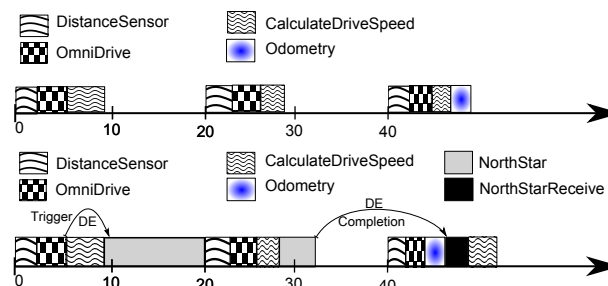 DistanceSensor
CalculateDriveSpeed
OmniDrive
Odometry
0 10 20 30 40
DistanceSensor
CalculateDriveSpeed
NorthStar
OmniDrive
Odometry
NorthStarReceive
Trigger
DE
DE
Completion
0 10 20 30 40